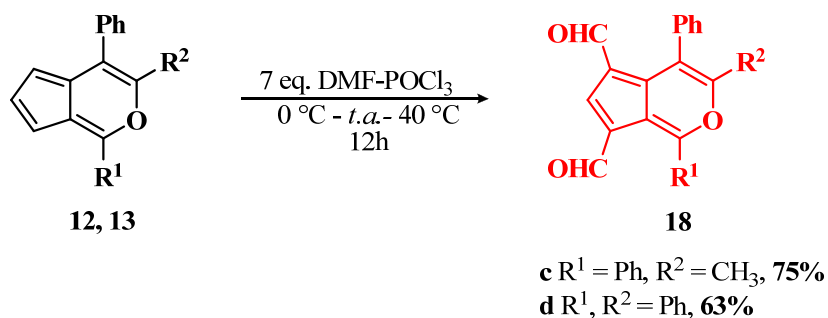 Ph
R²
O
R¹
12, 13
7 eq. DMF-POCl₃
0 °C - t.a.- 40 °C
12h
OHC
Ph
R²
O
OHC
R¹
18
c R¹ = Ph, R² = CH₃, 75%
d R¹, R² = Ph, 63%